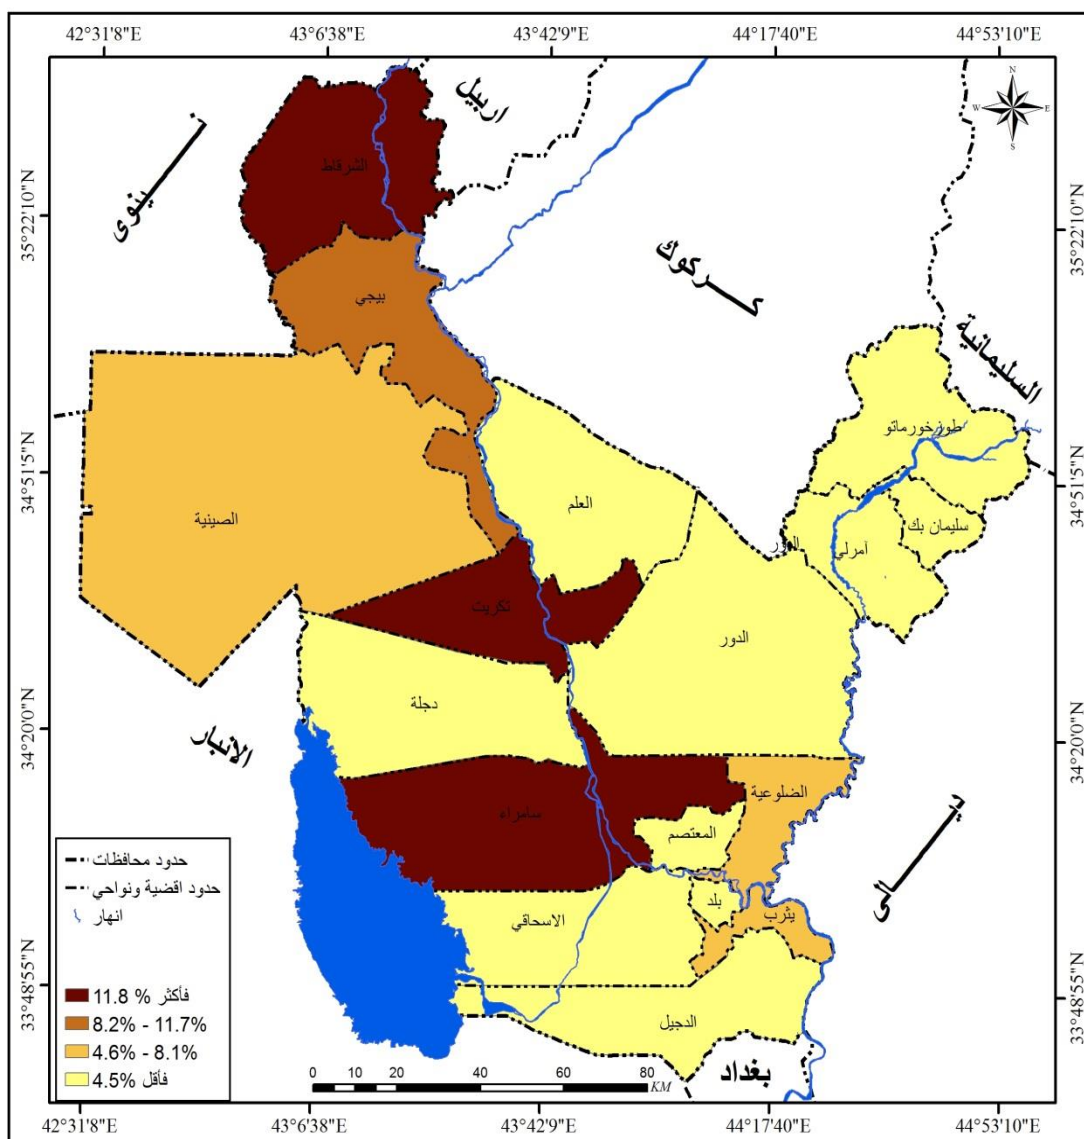 42°31'8"E 43°6'38"E 43°42'9"E 44°17'40"E 44°53'10"E
N
W E
S
اربيل
نينوى
الشرقاط
35°22'10"N 35°22'10"N
كـــركوك
بيجي
السليمانية
طوزخورماتو
34°51'5"N 34°51'5"N
العلم
الصينية
سليمان بك
آمرلي
تكريت
الدور
دجلة
الانبار
34°20'0"N 34°20'0"N
الضلوعية
سامراء
المعتصم
ديـــالى
حدود محافظات
حدود اقضية ونواحي
انهار
بلد
يثرب
الاسحاقي
33°48'55"N 33°48'55"N
فأكثر % 11.8
8.2% - 11.7%
4.6% - 8.1%
فأقل 4.5%
الدجيل
بغداد
0 10 20 40 60 80 KM
42°31'8"E 43°6'38"E 43°42'9"E 44°17'40"E 44°53'10"E